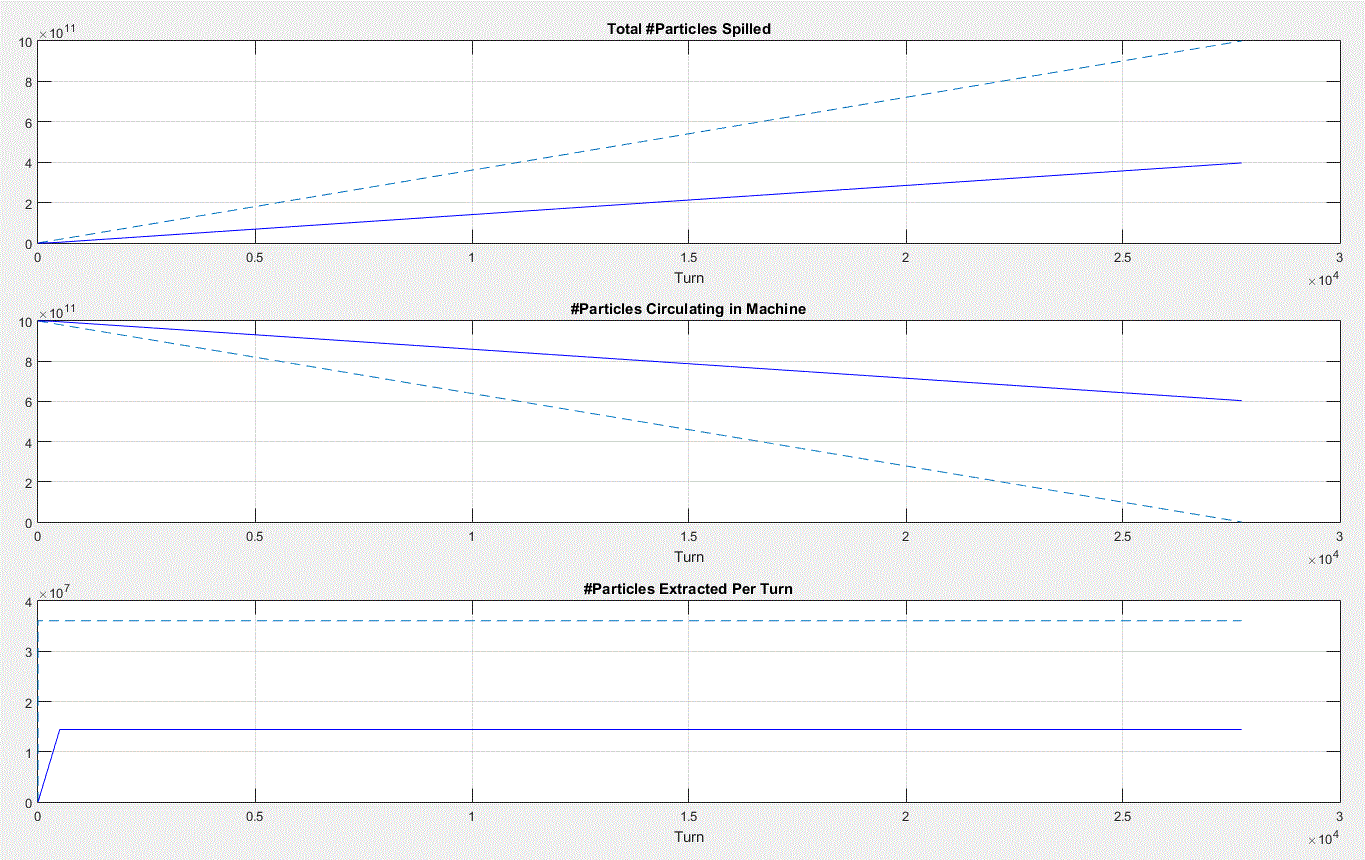 Total #Particles Spilled
×10^11
10
8
6
4
2
0
0 0.5 1 1.5 2 2.5 3
Turn
×10^4
#Particles Circulating in Machine
×10^11
10
8
6
4
2
0
0 0.5 1 1.5 2 2.5 3
Turn
×10^4
#Particles Extracted Per Turn
×10^7
4
3
2
1
0
0 0.5 1 1.5 2 2.5 3
Turn
×10^4